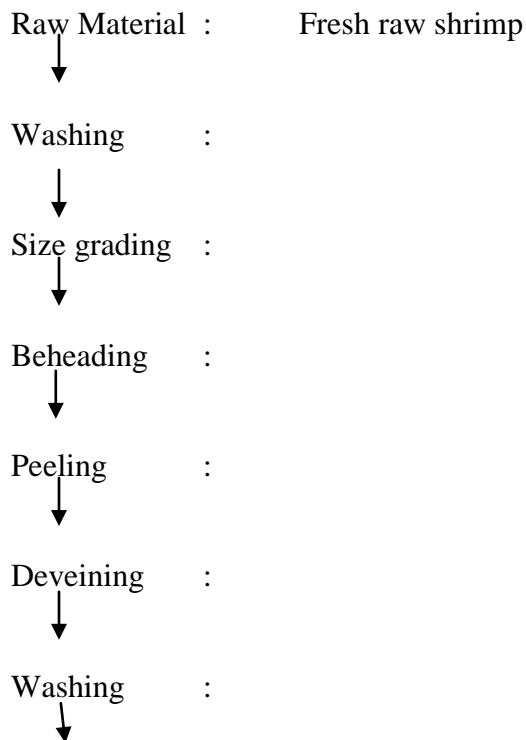 Raw Material : Fresh raw shrimp
Washing :
Size grading :
Beheading :
Peeling :
Deveining :
Washing :